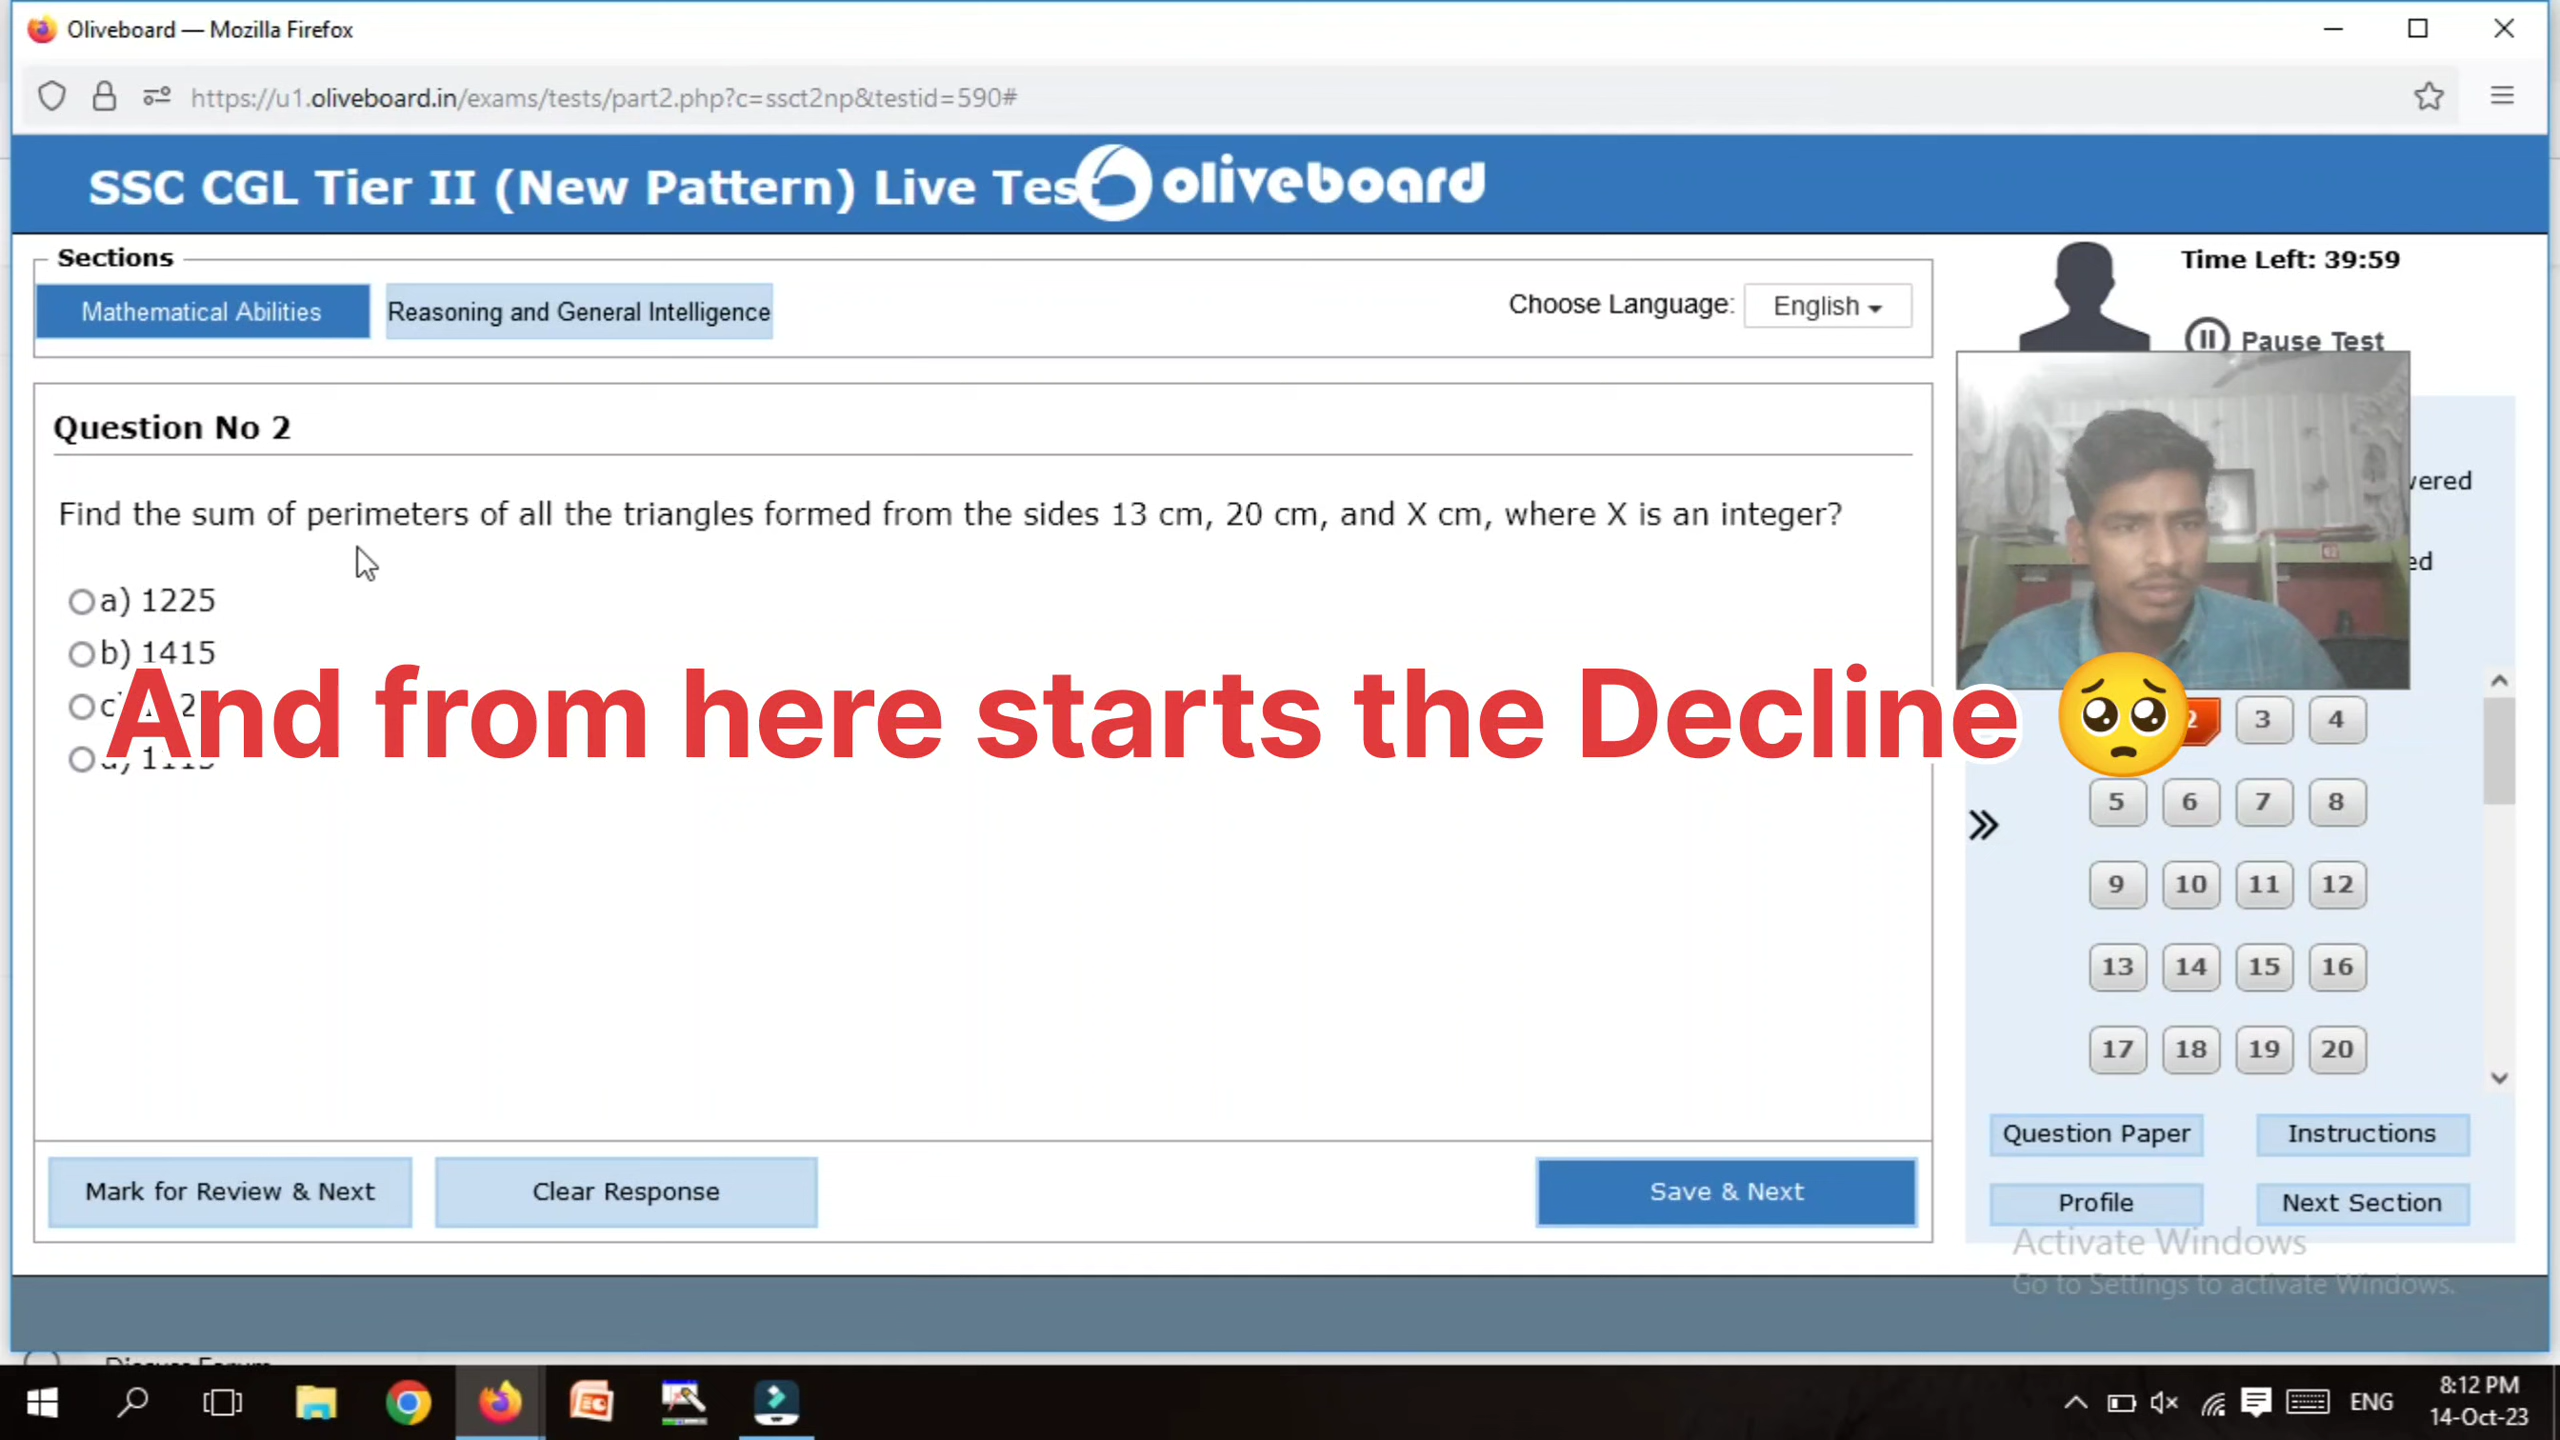 Oliveboard — Mozilla Firefox
https://u1.oliveboard.in/exams/tests/part2.php?c=ssct2np&testid=590#
SSC CGL Tier II (New Pattern) Live Tes
oliveboard
Sections
Mathematical Abilities
Reasoning and General Intelligence
Choose Language:
English
Time Left: 39:59
Pause Test
Question No 2
Find the sum of perimeters of all the triangles formed from the sides 13 cm, 20 cm, and X cm, where X is an integer?
a) 1225
b) 1415
And from here starts the Decline 🥺
2 3 4
5 6 7 8
9 10 11 12
13 14 15 16
17 18 19 20
Question Paper
Instructions
Profile
Next Section
Mark for Review & Next
Clear Response
Save & Next
Activate Windows
Go to Settings to activate Windows.
ENG
8:12 PM
14-Oct-23